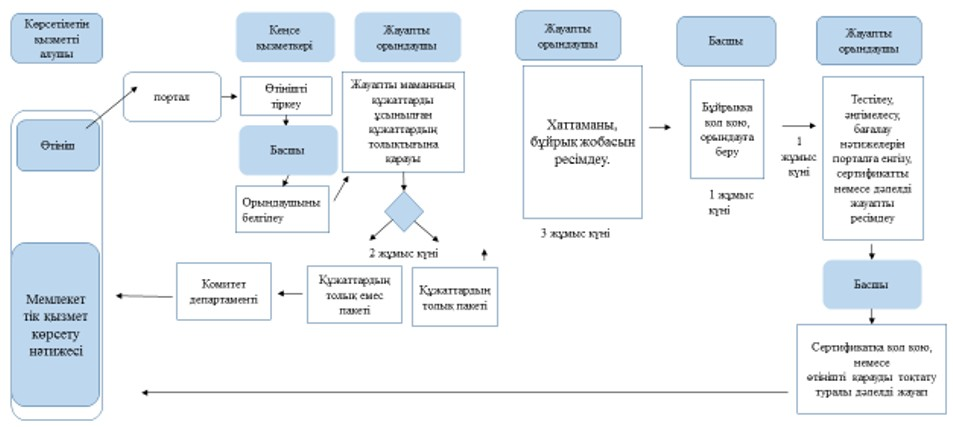 Көрсетілетін
қызметті
алушы
Өтініш
Мемлекет
тік қызмет
көрсету
нәтижесі
портал
Кеңсе
қызметкері
Өтінішті
тіркеу
Басшы
Орындаушыны
белгілеу
Жауапты
орындаушы
Жауапты маманның
құжаттарды
ұсынылған
құжаттардың
толықтығына
қарауы
2 жұмыс күні
Құжаттардың
толық пакеті
Құжаттардың
толық емес
пакеті
Комитет
департаменті
Жауапты
орындаушы
Хаттаманы,
бұйрық жобасын
ресімдеу.
3 жұмыс күні
Басшы
Бұйрыққа
қол қою,
орындауға
беру
1 жұмыс
күні
1
жұмыс
күні
Жауапты
орындаушы
Тестілеу,
әңгімелесу,
бағалау
нәтижелерін
порталға енгізу,
сертификатты
немесе дәлелді
жауапты
ресімдеу
Басшы
Сертификатқа қол қою,
немесе
өтінішті қарауды тоқтату
туралы дәлелді жауап